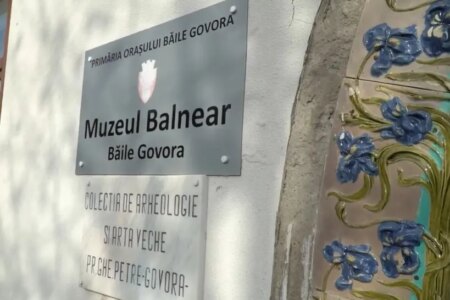 "PRIMĂRIA ORAȘULUI BĂILE GOVORA"
Muzeul Balnear
Băile Govora
COLECTIA DE ARHEOLOGIE
SI ARTA VECHE
PR.GHE PETRE-GOVORA-